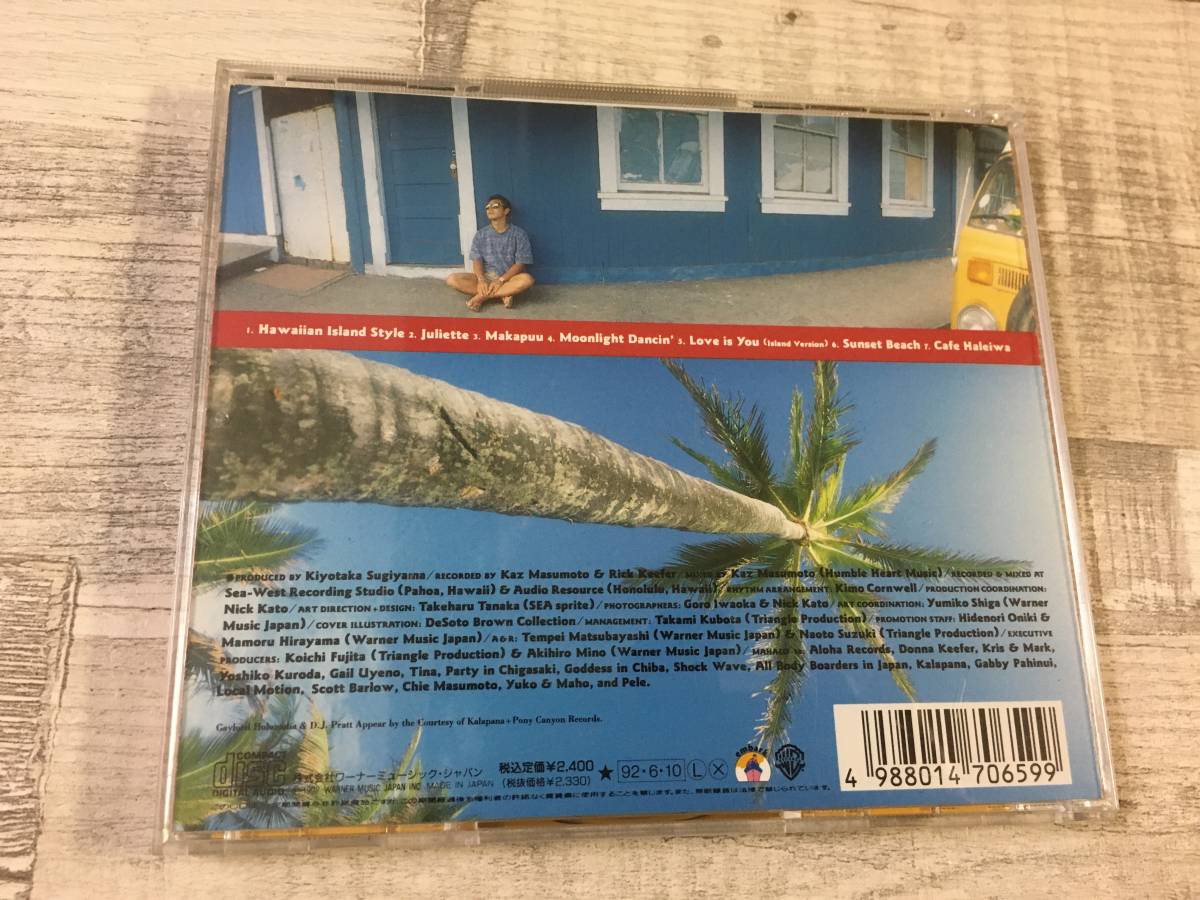 1. Hawaiian Island Style 2. Juliette 3. Makapuu 4. Moonlight Dancin' 5. Love is You (Island Version) 6. Sunset Beach 7. Cafe Haleiwa
●PRODUCED BY Kiyotaka Sugiyama/RECORDED BY Kaz Masumoto & Rick Keefer/MIXED BY Kaz Masumoto (Humble Heart Music)/RECORDED & MIXED AT
Sea-West Recording Studio (Pahoa, Hawaii) & Audio Resource (Honolulu, Hawaii)/RHYTHM ARRANGEMENT: Kimo Cornwell/PRODUCTION COORDINATION:
Nick Kato/ART DIRECTION+DESIGN: Takeharu Tanaka (SEA sprite)/PHOTOGRAPHERS: Goro Iwaoka & Nick Kato/ART COORDINATION: Yumiko Shiga (Warner
Music Japan)/COVER ILLUSTRATION: DeSoto Brown Collection/MANAGEMENT: Takami Kubota (Triangle Production)/PROMOTION STAFF: Hidenori Oniki &
Mamoru Hirayama (Warner Music Japan)/A&R: Tempei Matsubayashi (Warner Music Japan) & Naoto Suzuki (Triangle Production)/EXECUTIVE
PRODUCERS: Koichi Fujita (Triangle Production) & Akihiro Mino (Warner Music Japan)/MAHALO to: Aloha Records, Donna Keefer, Kris & Mark,
Yoshiko Kuroda, Gail Uyeno, Tina, Party in Chigasaki, Goddess in Chiba, Shock Wave, All Body Boarders in Japan, Kalapana, Gabby Pahinui,
Local Motion, Scott Barlow, Chie Masumoto, Yuko & Maho, and Pele.
& D.J. Pratt Appear by the Courtesy of Kalapana+Pony Canyon Records.
COMPACT
disc
DIGITAL AUDIO
株式会社ワーナーミュージック・ジャパン
WARNER MUSIC JAPAN INC. MADE IN JAPAN
税込定価¥2,400
(税抜価格¥2,330)
★ 92・6・10 L X
embark
4 988014 706599